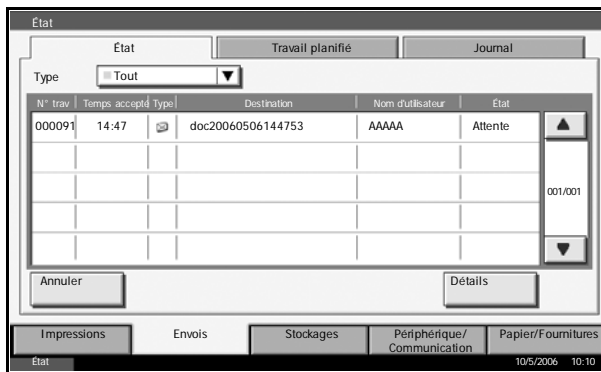 État
État Travail planifié Journal
Type Tout
N° trav Temps accepté Type Destination Nom d'utilisateur État
000091 14:47 doc20060506144753 AAAAA Attente
001/001
Annuler Détails
Impressions Envois Stockages Périphérique/ Communication Papier/Fournitures
État 10/5/2006 10:10